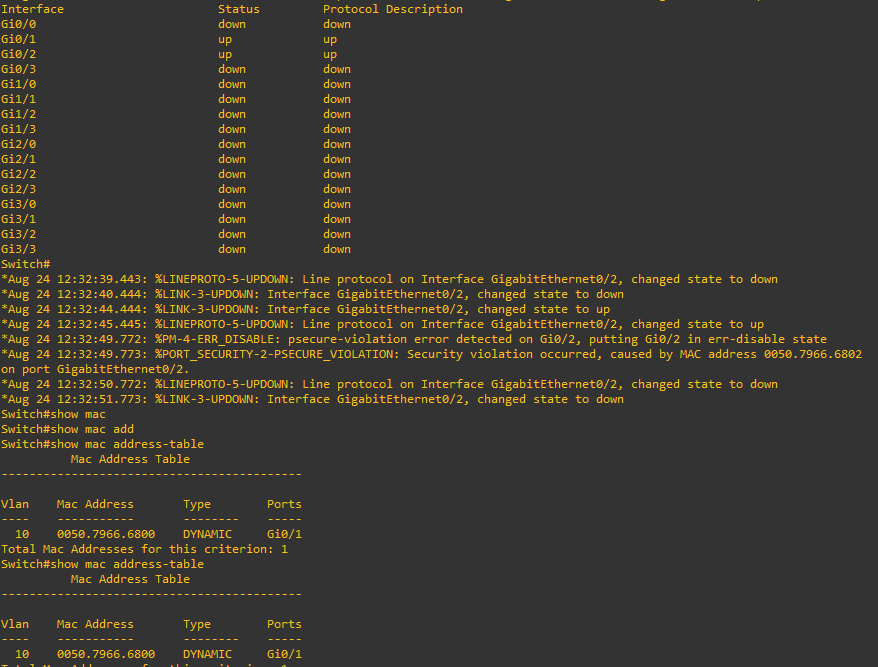 Interface                      Status         Protocol Description
Gi0/0                          down           down
Gi0/1                          up             up
Gi0/2                          up             up
Gi0/3                          down           down
Gi1/0                          down           down
Gi1/1                          down           down
Gi1/2                          down           down
Gi1/3                          down           down
Gi2/0                          down           down
Gi2/1                          down           down
Gi2/2                          down           down
Gi2/3                          down           down
Gi3/0                          down           down
Gi3/1                          down           down
Gi3/2                          down           down
Gi3/3                          down           down
Switch#
*Aug 24 12:32:39.443: %LINEPROTO-5-UPDOWN: Line protocol on Interface GigabitEthernet0/2, changed state to down
*Aug 24 12:32:40.444: %LINK-3-UPDOWN: Interface GigabitEthernet0/2, changed state to down
*Aug 24 12:32:44.444: %LINK-3-UPDOWN: Interface GigabitEthernet0/2, changed state to up
*Aug 24 12:32:45.445: %LINEPROTO-5-UPDOWN: Line protocol on Interface GigabitEthernet0/2, changed state to up
*Aug 24 12:32:49.772: %PM-4-ERR_DISABLE: psecure-violation error detected on Gi0/2, putting Gi0/2 in err-disable state
*Aug 24 12:32:49.773: %PORT_SECURITY-2-PSECURE_VIOLATION: Security violation occurred, caused by MAC address 0050.7966.6802
on port GigabitEthernet0/2.
*Aug 24 12:32:50.772: %LINEPROTO-5-UPDOWN: Line protocol on Interface GigabitEthernet0/2, changed state to down
*Aug 24 12:32:51.773: %LINK-3-UPDOWN: Interface GigabitEthernet0/2, changed state to down
Switch#show mac
Switch#show mac add
Switch#show mac address-table
          Mac Address Table
-------------------------------------------

Vlan    Mac Address       Type        Ports
----    -----------       --------    -----
  10    0050.7966.6800    DYNAMIC     Gi0/1
Total Mac Addresses for this criterion: 1
Switch#show mac address-table
          Mac Address Table
-------------------------------------------

Vlan    Mac Address       Type        Ports
----    -----------       --------    -----
  10    0050.7966.6800    DYNAMIC     Gi0/1